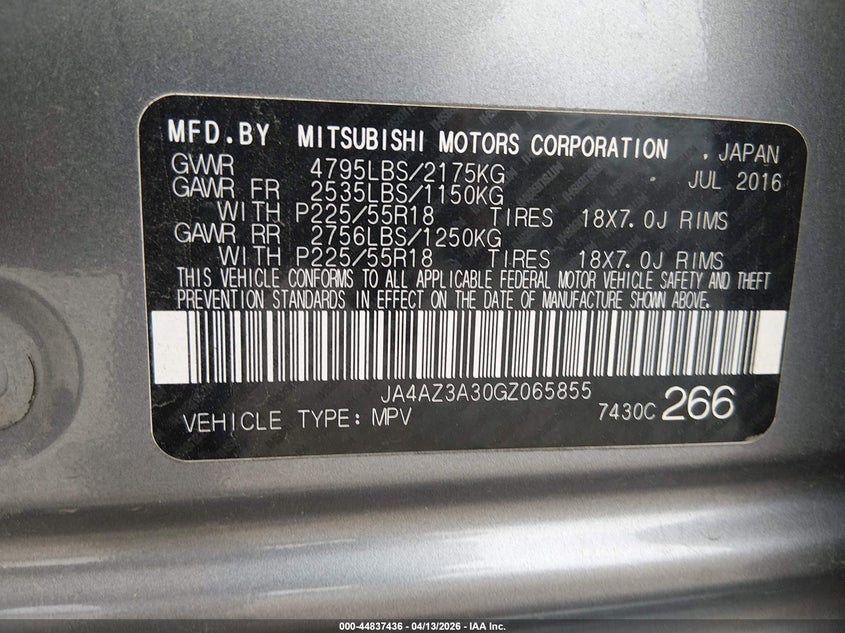 MFD.BY MITSUBISHI MOTORS CORPORATION . JAPAN
GVWR 4795LBS/2175KG JUL 2016
GAWR FR 2535LBS/1150KG
WITH P225/55R18 TIRES 18X7.0J RIMS
GAWR RR 2756LBS/1250KG
WITH P225/55R18 TIRES 18X7.0J RIMS
THIS VEHICLE CONFORMS TO ALL APPLICABLE FEDERAL MOTOR VEHICLE SAFETY AND THEFT
PREVENTION STANDARDS IN EFFECT ON THE DATE OF MANUFACTURE SHOWN ABOVE.
JA4AZ3A30GZ065855
VEHICLE TYPE: MPV 7430C 266
000-44837436 | 04/13/2026 | IAA Inc.